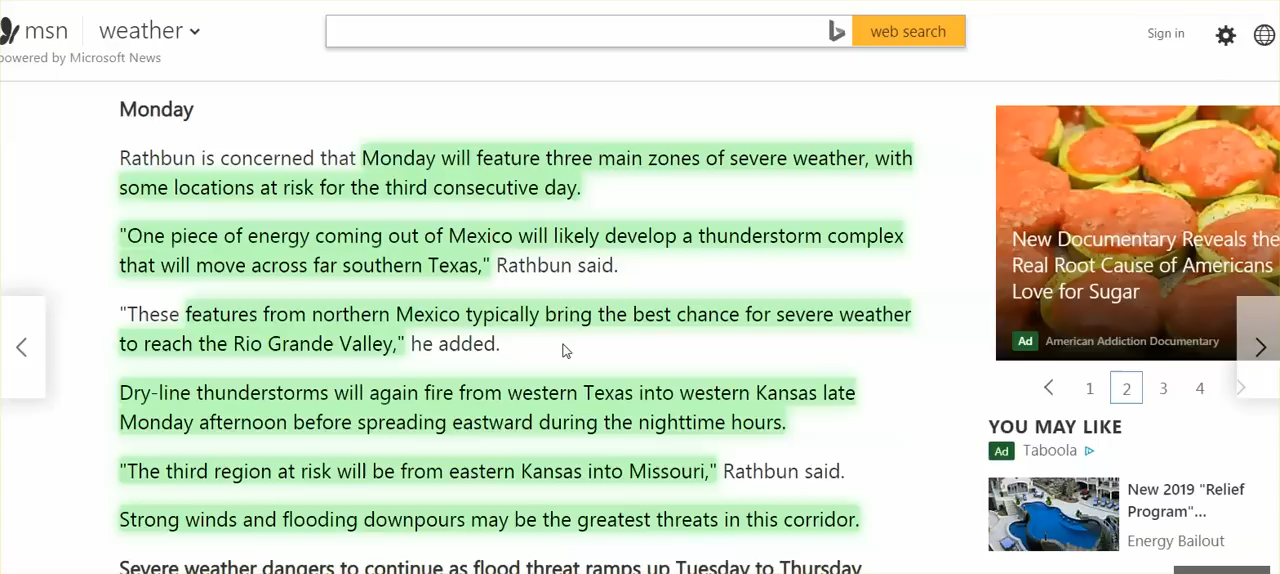 msn weather
powered by Microsoft News
web search
Sign in
Monday
Rathbun is concerned that Monday will feature three main zones of severe weather, with
some locations at risk for the third consecutive day.
"One piece of energy coming out of Mexico will likely develop a thunderstorm complex
that will move across far southern Texas," Rathbun said.
"These features from northern Mexico typically bring the best chance for severe weather
to reach the Rio Grande Valley," he added.
Dry-line thunderstorms will again fire from western Texas into western Kansas late
Monday afternoon before spreading eastward during the nighttime hours.
"The third region at risk will be from eastern Kansas into Missouri," Rathbun said.
Strong winds and flooding downpours may be the greatest threats in this corridor.
Severe weather dangers to continue as flood threat ramps up Tuesday to Thursday
New Documentary Reveals the
Real Root Cause of Americans
Love for Sugar
Ad American Addiction Documentary
1 2 3 4
YOU MAY LIKE
Ad Taboola
New 2019 "Relief
Program"...
Energy Bailout